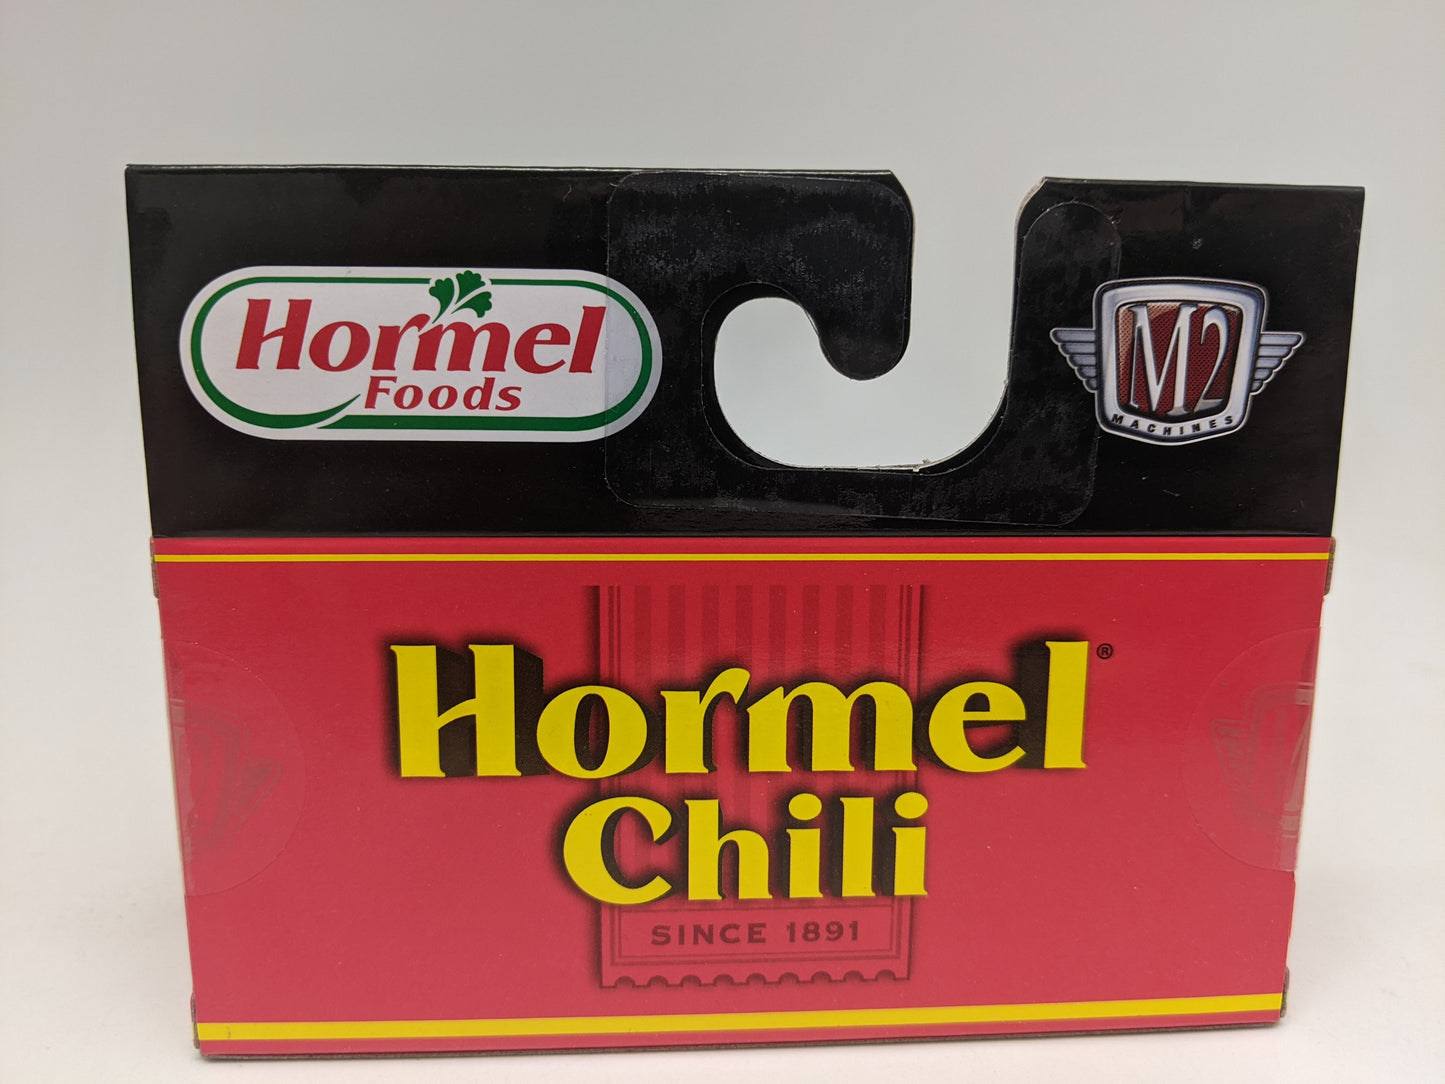 Hormel
Foods
M2
MACHINES
Hormel®
Chili
SINCE 1891